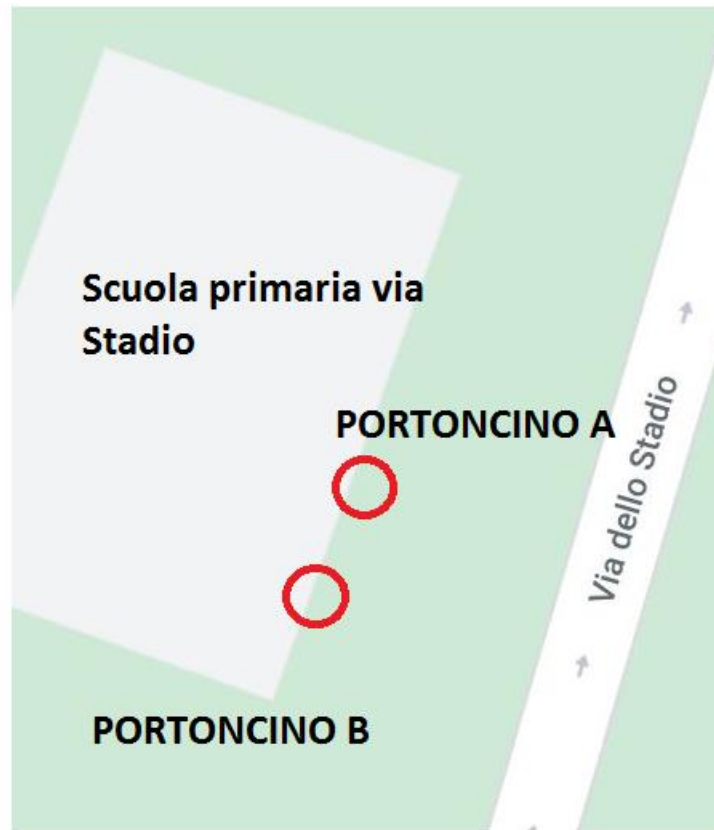 Scuola primaria via
Stadio
PORTONCINO A
Via dello Stadio
PORTONCINO B